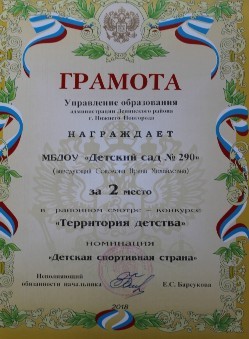 ГРАМОТА
Управление образования
администрации Ленинского района
г. Нижнего Новгорода
НАГРАЖДАЕТ
МБДОУ «Детский сад № 290»
за 2 место
в районном смотре – конкурсе
"Территория детства"
номинация
«Детская спортивная страна»
Исполняющий
обязанности начальника
Е.С. Барсукова
2018